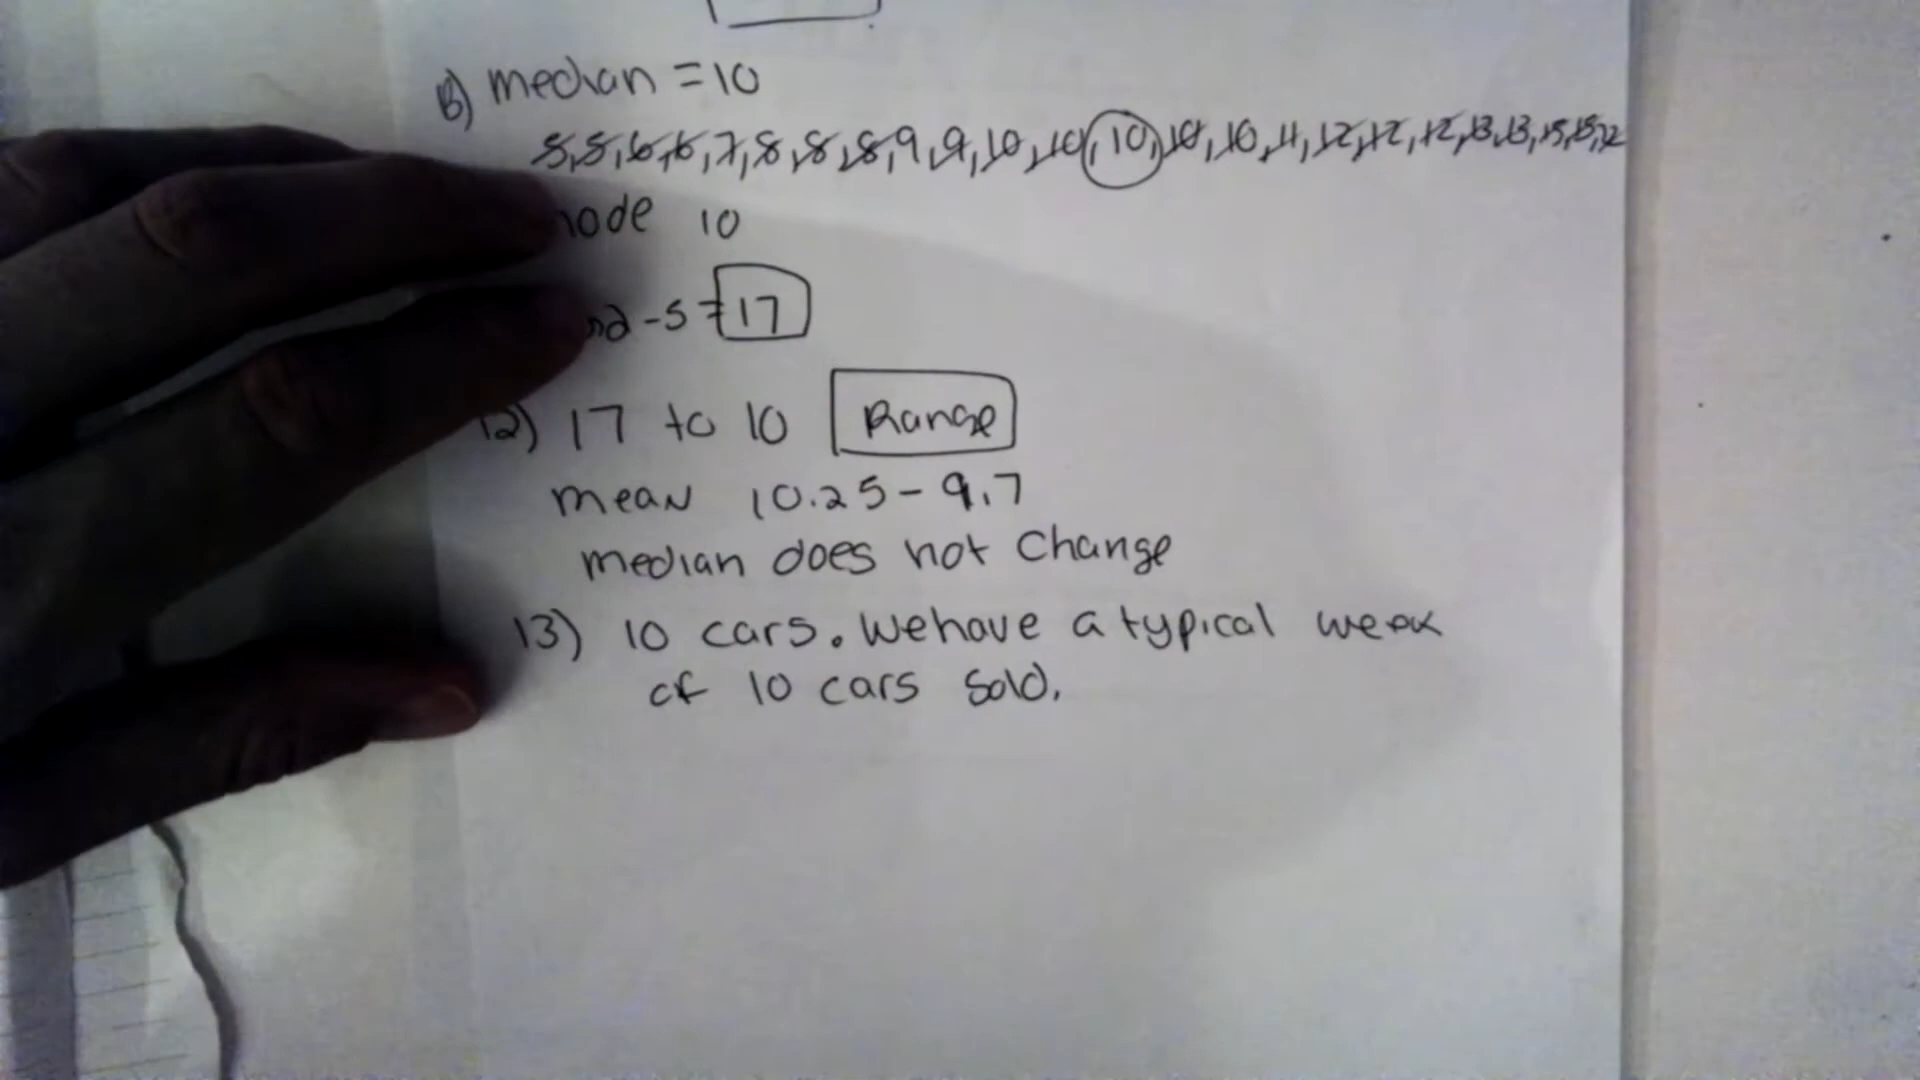 B) median = 10
5,5,6,6,7,8,8,8,9,9,10,10,10,10,10,11,12,12,12,13,13,15,15,22
mode 10
22-5 = 17
12) 17 to 10 Range
mean 10.25 - 9.7
median does not change
13) 10 cars. We have a typical week
of 10 cars sold.